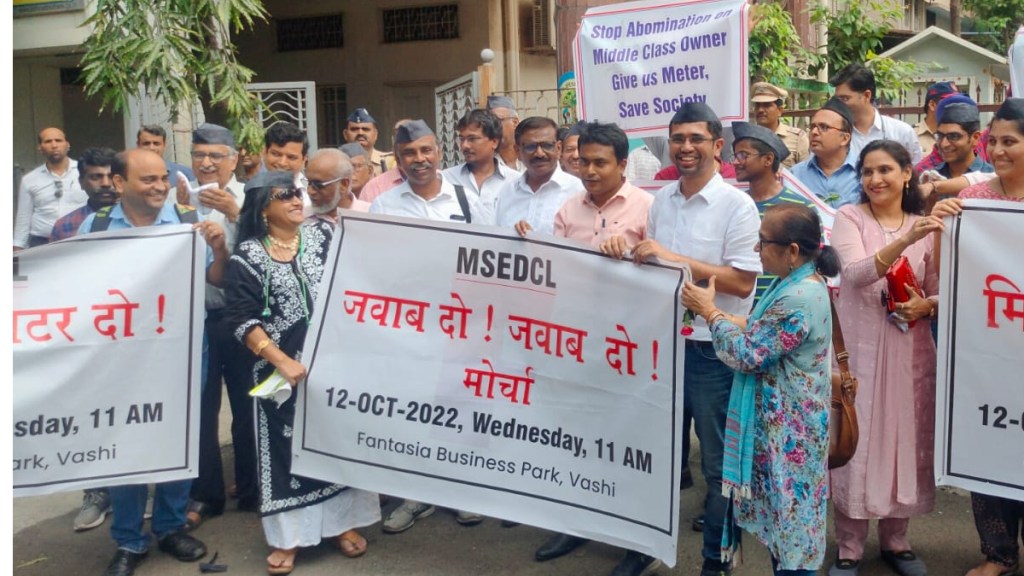 Stop Abomination on
Middle Class Owner
Give us Meter,
Save Society
MSEDCL
जवाब दो ! जवाब दो !
मोर्चा
12-OCT-2022, Wednesday, 11 AM
Fantasia Business Park, Vashi
L
टर दो !
sday, 11 AM
ark, Vashi
मि
12-